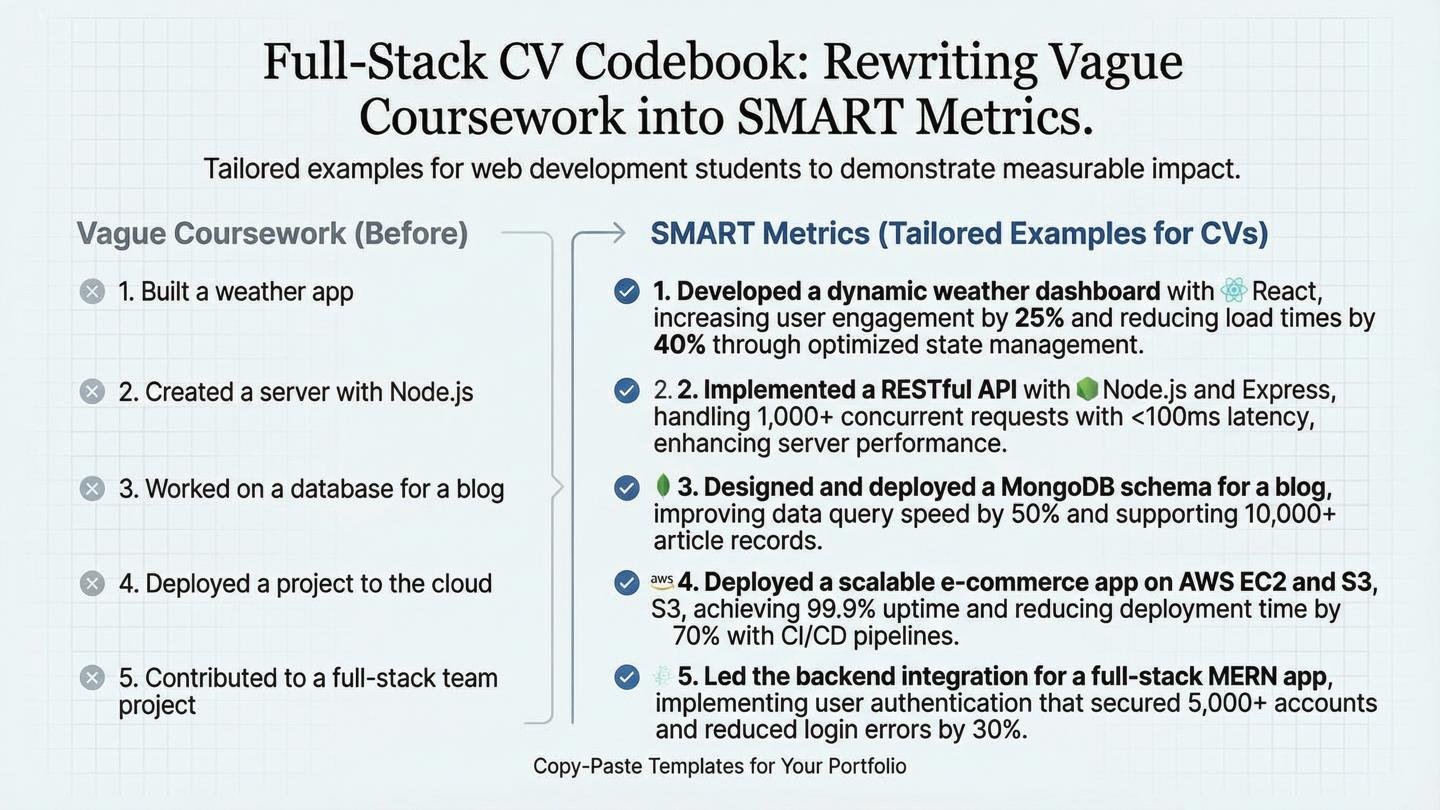 Full-Stack CV Codebook: Rewriting Vague
Coursework into SMART Metrics.
Tailored examples for web development students to demonstrate measurable impact.
Vague Coursework (Before)
1. Built a weather app
2. Created a server with Node.js
3. Worked on a database for a blog
4. Deployed a project to the cloud
5. Contributed to a full-stack team
project
SMART Metrics (Tailored Examples for CVs)
1. Developed a dynamic weather dashboard with React,
increasing user engagement by 25% and reducing load times by
40% through optimized state management.
2. 2. Implemented a RESTful API with Node.js and Express,
handling 1,000+ concurrent requests with <100ms latency,
enhancing server performance.
3. Designed and deployed a MongoDB schema for a blog,
improving data query speed by 50% and supporting 10,000+
article records.
aws 4. Deployed a scalable e-commerce app on AWS EC2 and S3,
S3, achieving 99.9% uptime and reducing deployment time by
70% with CI/CD pipelines.
5. Led the backend integration for a full-stack MERN app,
implementing user authentication that secured 5,000+ accounts
and reduced login errors by 30%.
Copy-Paste Templates for Your Portfolio